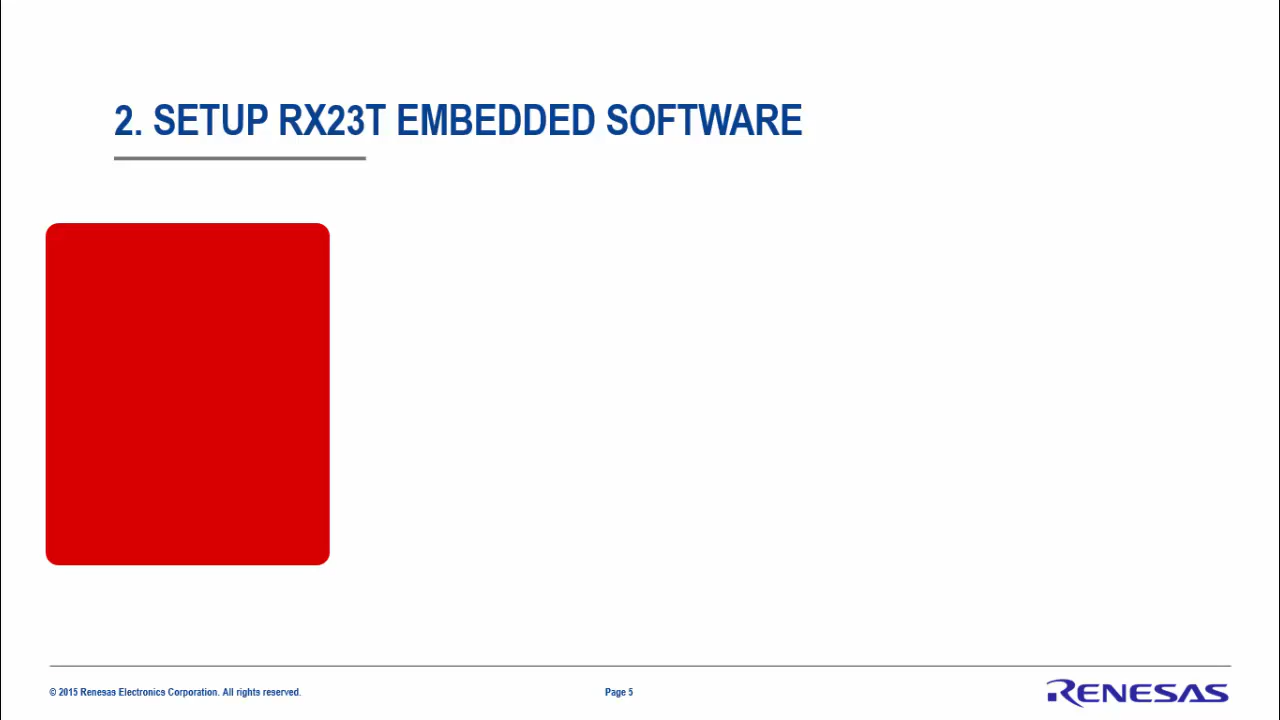 2. SETUP RX23T EMBEDDED SOFTWARE
© 2015 Renesas Electronics Corporation. All rights reserved.
Page 5
RENESAS